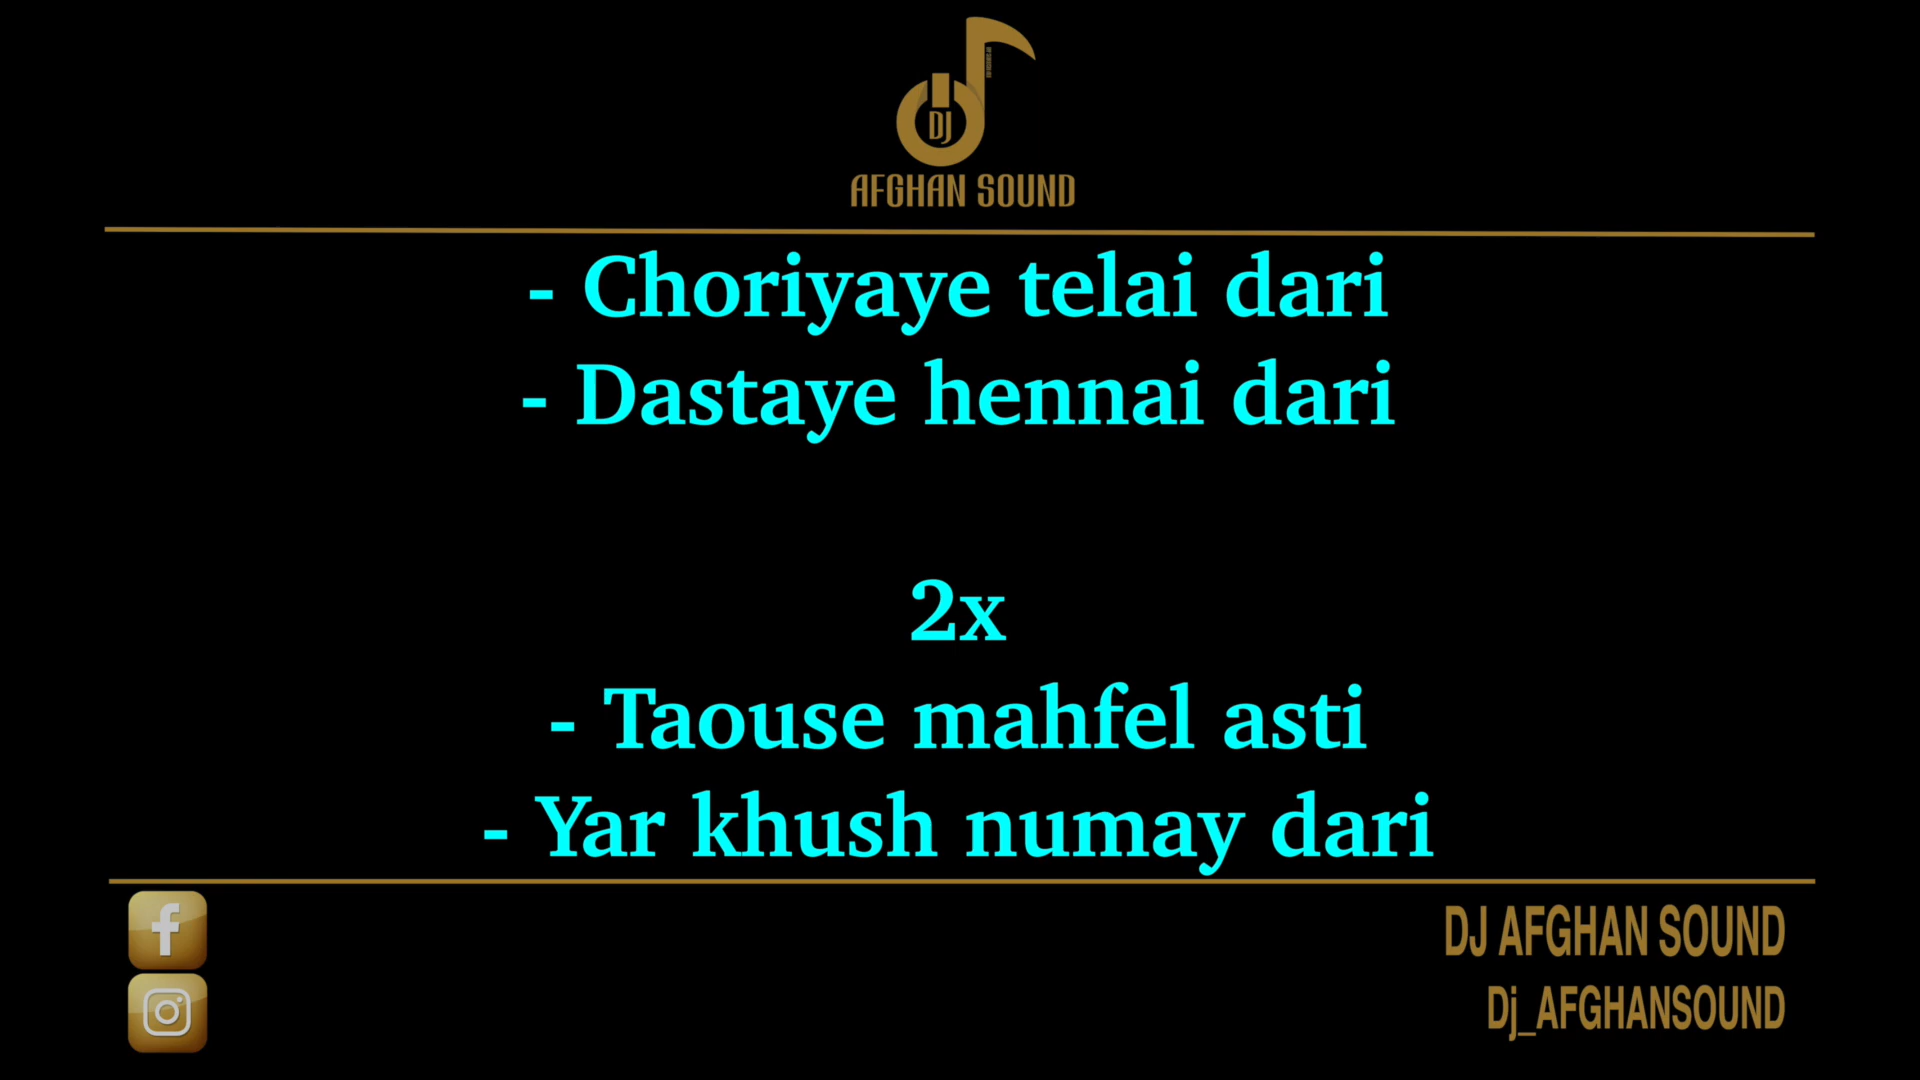 DJ
AFGHAN SOUND
- Choriyaye telai dari
- Dastaye hennai dari
2x
- Taouse mahfel asti
- Yar khush numay dari
DJ AFGHAN SOUND
Dj_AFGHANSOUND